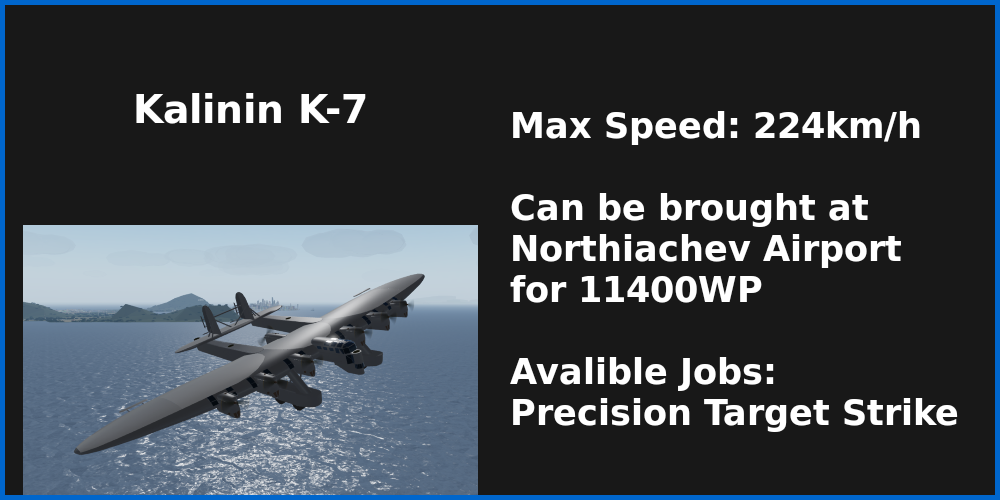 Kalinin K-7
Max Speed: 224km/h
Can be brought at
Northiachev Airport
for 11400WP
Avalible Jobs:
Precision Target Strike